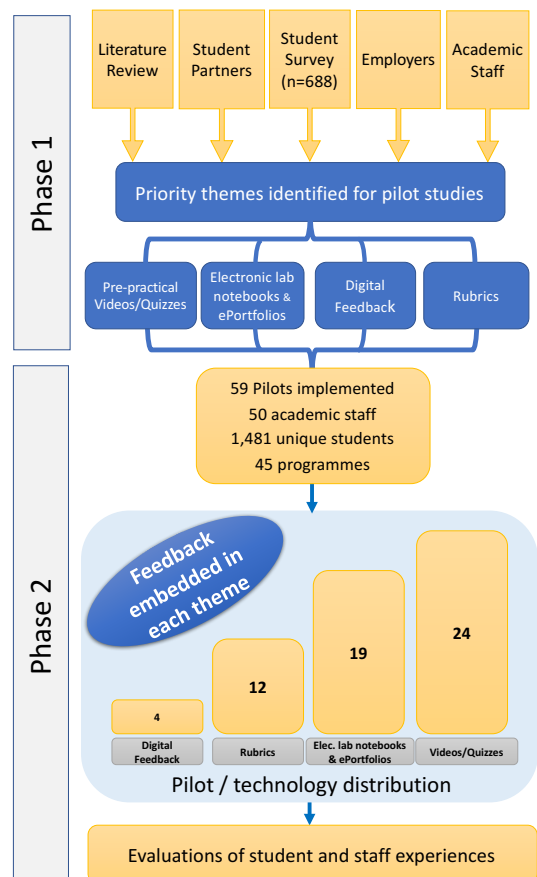 Phase 1
Literature
Review
Student
Partners
Student
Survey
(n=688)
Employers
Academic
Staff
Priority themes identified for pilot studies
Pre-practical
Videos/Quizzes
Electronic lab
notebooks &
ePortfolios
Digital
Feedback
Rubrics
Phase 2
59 Pilots implemented
50 academic staff
1,481 unique students
45 programmes
Feedback
embedded in
each theme
4
12
19
24
Digital
Feedback
Rubrics
Elec. lab notebooks
& ePortfolios
Videos/Quizzes
Pilot / technology distribution
Evaluations of student and staff experiences